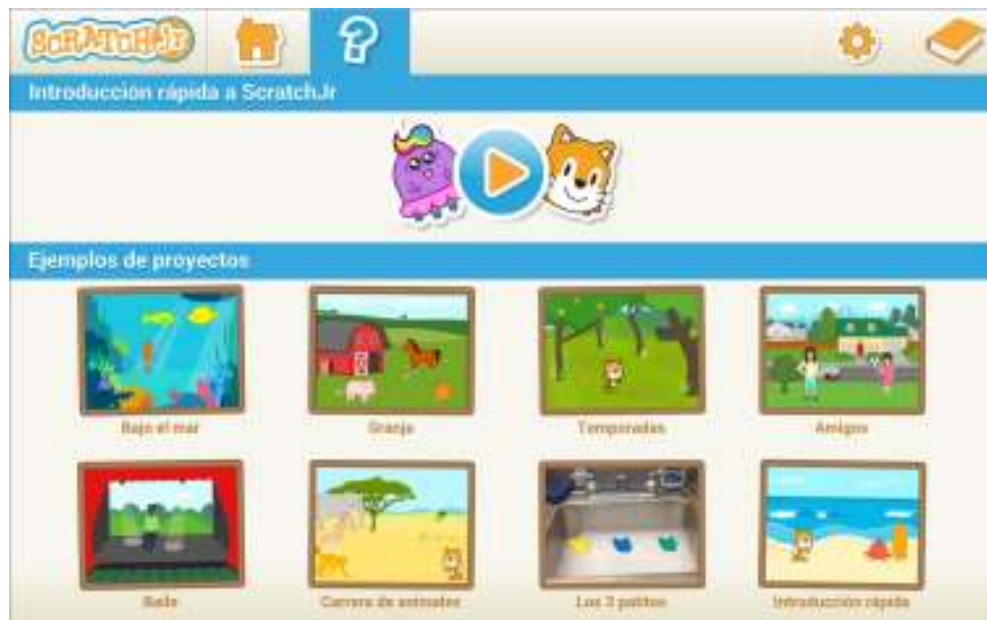 SCRATCHJr
Introducción rápida a ScratchJr
Ejemplos de proyectos
Bajo el mar
Granja
Temporadas
Amigos
Baile
Carrera de animales
Los 3 patitos
Introducción rápida